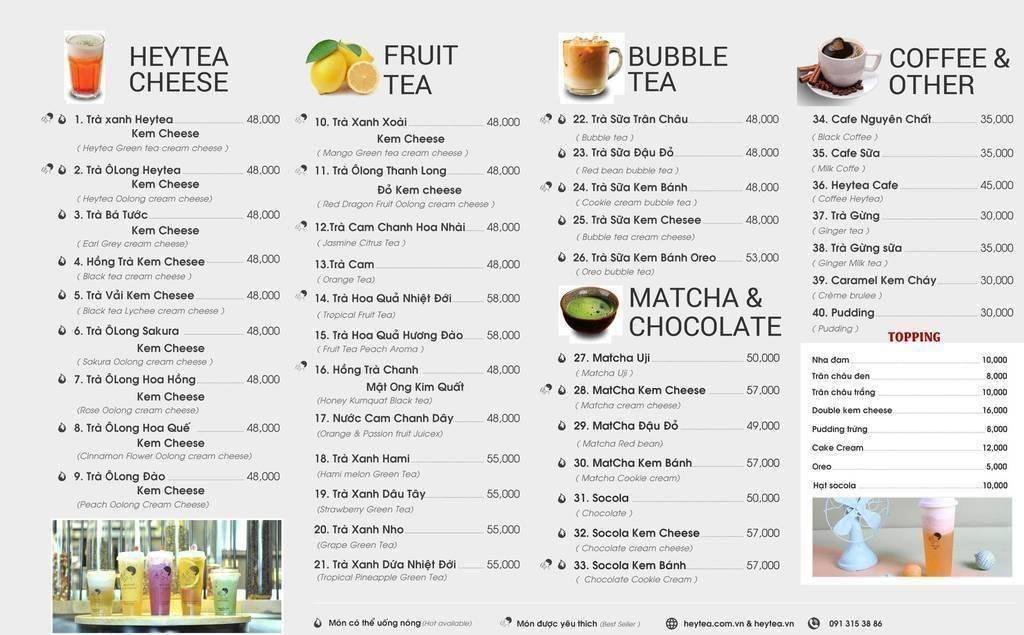 HEYTEA
CHEESE
1. Trà xanh Heytea 48,000
Kem Cheese
( Heytea Green tea cream cheese )
2. Trà ÔLong Heytea 48,000
Kem Cheese
( Heytea Oolong cream cheese)
3. Trà Bá Tước 48,000
Kem Cheese
( Earl Grey cream cheese)
4. Hồng Trà Kem Chesee 48,000
( Black tea cream cheese )
5. Trà Vải Kem Chesee 48,000
( Black tea Lychee cream cheese )
6. Trà ÔLong Sakura 48,000
Kem Cheese
( Sakura Oolong cream cheese )
7. Trà ÔLong Hoa Hồng 48,000
Kem Cheese
(Rose Oolong cream cheese)
8. Trà ÔLong Hoa Quế 48,000
Kem Cheese
(Cinnamon Flower Oolong cream cheese)
9. Trà ÔLong Đào 48,000
Kem Cheese
(Peach Oolong Cream Cheese)
FRUIT
TEA
10. Trà Xanh Xoài 48,000
Kem Cheese
( Mango Green tea cream cheese )
11. Trà Ôlong Thanh Long 48,000
Đỏ Kem cheese
( Red Dragon Fruit Oolong cream cheese )
12.Trà Cam Chanh Hoa Nhài 48,000
( Jasmine Citrus Tea )
13.Trà Cam 48,000
( Orange Tea)
14. Trà Hoa Quả Nhiệt Đới 58,000
( Tropical Fruit Tea)
15. Trà Hoa Quả Hương Đào 58,000
( Fruit Tea Peach Aroma )
16. Hồng Trà Chanh 48,000
Mật Ong Kim Quất
(Honey Kumquat Black tea)
17. Nước Cam Chanh Dây 48,000
(Orange & Passion fruit Juicex)
18. Trà Xanh Hami 55,000
(Hami melon Green Tea)
19. Trà Xanh Dâu Tây 55,000
(Strawberry Green Tea)
20. Trà Xanh Nho 55,000
(Grape Green Tea)
21. Trà Xanh Dứa Nhiệt Đới 55,000
(Tropical Pineapple Green Tea)
BUBBLE
TEA
22. Trà Sữa Trân Châu 48,000
( Bubble tea )
23. Trà Sữa Đậu Đỏ 48,000
( Red bean bubble tea )
24. Trà Sữa Kem Bánh 48,000
( Cookie cream bubble tea )
25. Trà Sữa Kem Chesee 48,000
( Bubble tea cream cheese)
26. Trà Sữa Kem Bánh Oreo 53,000
( Oreo bubble tea)
MATCHA &
CHOCOLATE
27. Matcha Uji 50,000
( Matcha Uji )
28. MatCha Kem Cheese 57,000
( Matcha cream cheese)
29. MatCha Đậu Đỏ 49,000
( Matcha Red bean)
30. MatCha Kem Bánh 57,000
( Matcha Cookie cream)
31. Socola 50,000
( Chocolate )
32. Socola Kem Cheese 57,000
( Chocolate cream cheese)
33. Socola Kem Bánh 57,000
( Chocolate Cookie Cream )
COFFEE &
OTHER
34. Cafe Nguyên Chất 35,000
( Black Coffee )
35. Cafe Sữa 35,000
( Milk Coffe )
36. Heytea Cafe 45,000
( Coffee Heytea)
37. Trà Gừng 30,000
( Ginger tea )
38. Trà Gừng sữa 35,000
( Ginger Milk tea )
39. Caramel Kem Cháy 30,000
( Crème brulee )
40. Pudding 30,000
( Pudding )
TOPPING
Nha đam 10,000
Trân châu đen 8,000
Trân châu trắng 10,000
Double kem cheese 16,000
Pudding trứng 8,000
Cake Cream 12,000
Oreo 5,000
Hạt socola 10,000
Món có thể uống nóng (Hot available) Món được yêu thích (Best Seller ) heytea.com.vn & heytea.vn 091 315 38 86